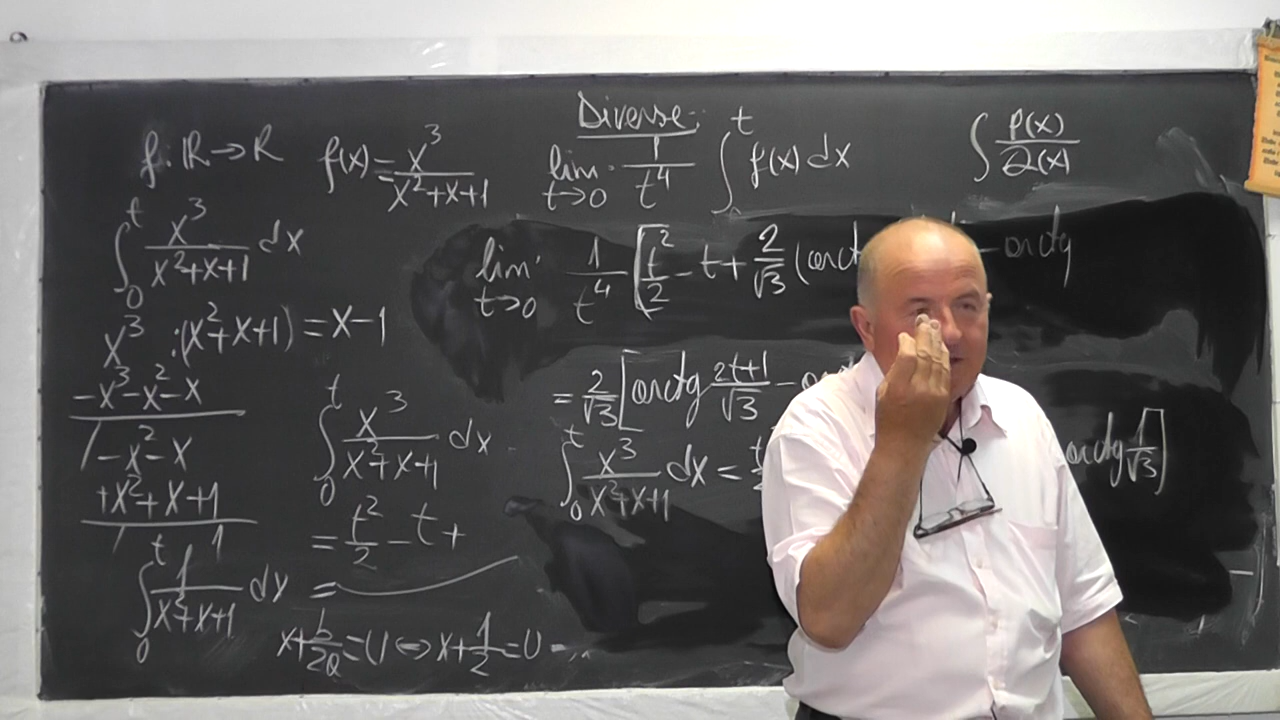 Diverse:
f: ℝ → R f(x) = x³/(x²+x+1) lim t→0 1/t⁴ ∫₀ᵗ f(x) dx ∫ P(x)/Q(x)
∫₀ᵗ x³/(x²+x+1) dx
lim t→0 1/t⁴ [t²/2 - t + 2/√3 (arctg - arctg
x³ : (x²+x+1) = x-1
-x³-x²-x
/ -x²-x
+x²+x+1
/ / 1
∫₀ᵗ x³/(x²+x+1) dx
= t²/2 - t +
= 2/√3 [arctg (2t+1)/√3 -
∫₀ᵗ x³/(x²+x+1) dx = arctg 1/√3]
∫₀ᵗ 1/(x²+x+1) dx =
x + b/2a = U ⇔ x + 1/2 = U